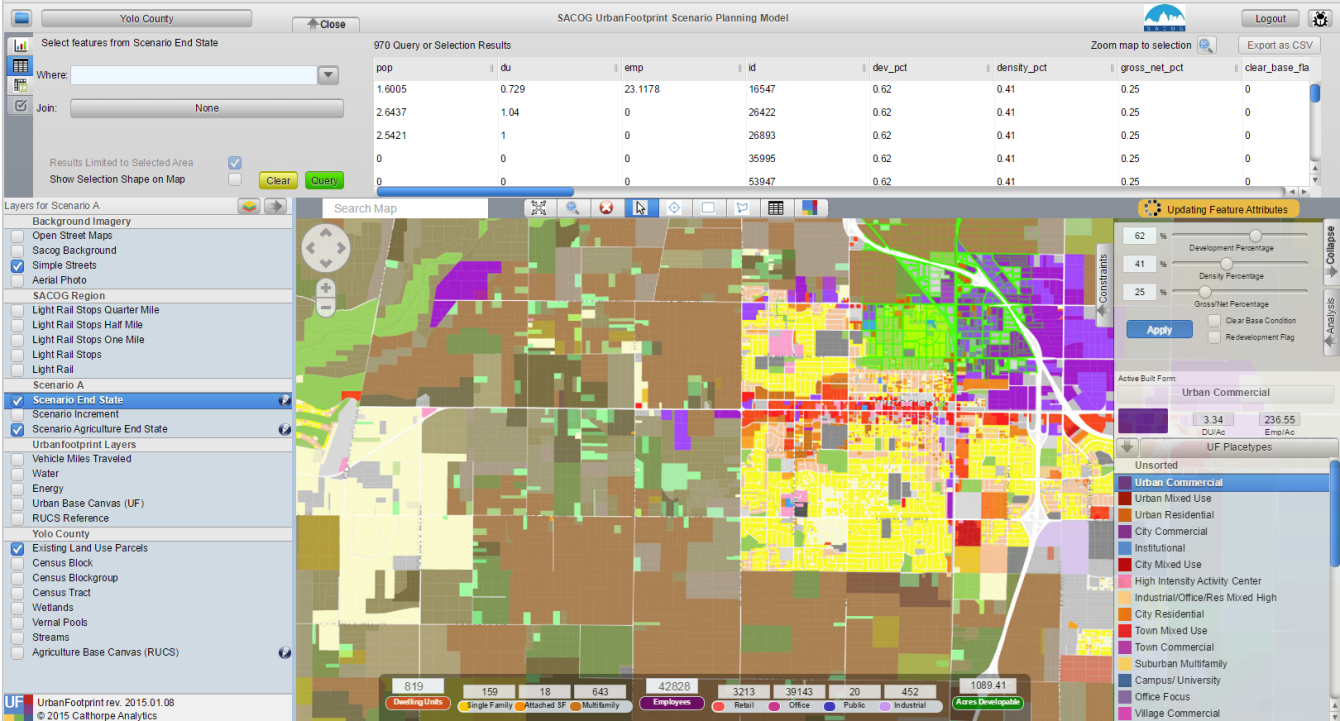 Yolo County
Close
SACOG UrbanFootprint Scenario Planning Model
SACOG
Logout
Select features from Scenario End State
970 Query or Selection Results
Zoom map to selection
Export as CSV
Where:
pop du emp id dev_pct density_pct gross_net_pct clear_base_fla
1.6005 0.729 23.1178 16547 0.62 0.41 0.25 0
Join: None
2.6437 1.04 0 26422 0.62 0.41 0.25 0
2.5421 1 0 26893 0.62 0.41 0.25 0
Results Limited to Selected Area
0 0 0 35995 0.62 0.41 0.25 0
Show Selection Shape on Map
Clear
Query
0 0 0 53947 0.62 0.41 0.25 0
Layers for Scenario A
Search Map
Updating Feature Attributes
Background Imagery
Open Street Maps
Sacog Background
Simple Streets
Aerial Photo
SACOG Region
Light Rail Stops Quarter Mile
Light Rail Stops Half Mile
Light Rail Stops One Mile
Light Rail Stops
Light Rail
Scenario A
Scenario End State
Scenario Increment
Scenario Agriculture End State
Urbanfootprint Layers
Vehicle Miles Traveled
Water
Energy
Urban Base Canvas (UF)
RUCS Reference
Yolo County
Existing Land Use Parcels
Census Block
Census Blockgroup
Census Tract
Wetlands
Vernal Pools
Streams
Agriculture Base Canvas (RUCS)
UF
UrbanFootprint rev. 2015.01.08
© 2015 Calthorpe Analytics
62 %
Development Percentage
41 %
Density Percentage
25 %
Gross/Net Percentage
Apply
Clear Base Condition
Redevelopment Flag
Constraints
Collapse
Analysis
Active Built Form:
Urban Commercial
3.34 236.55
DU/Ac Emp/Ac
UF Placetypes
Unsorted
Urban Commercial
Urban Mixed Use
Urban Residential
City Commercial
Institutional
City Mixed Use
High Intensity Activity Center
Industrial/Office/Res Mixed High
City Residential
Town Mixed Use
Town Commercial
Suburban Multifamily
Campus/ University
Office Focus
Village Commercial
819 159 18 643 42828 3213 39143 20 452 1089.41
Dwelling Units Single Family Attached SF Multifamily Employees Retail Office Public Industrial Acres Developable